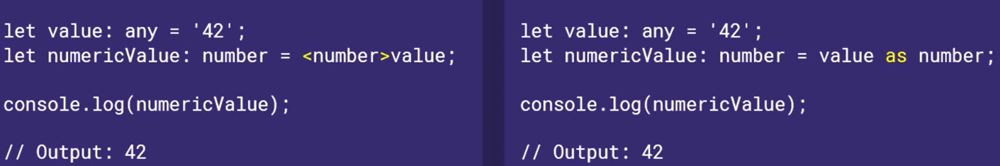 let value: any = '42';
let numericValue: number = <number>value;
console.log(numericValue);
// Output: 42
let value: any = '42';
let numericValue: number = value as number;
console.log(numericValue);
// Output: 42